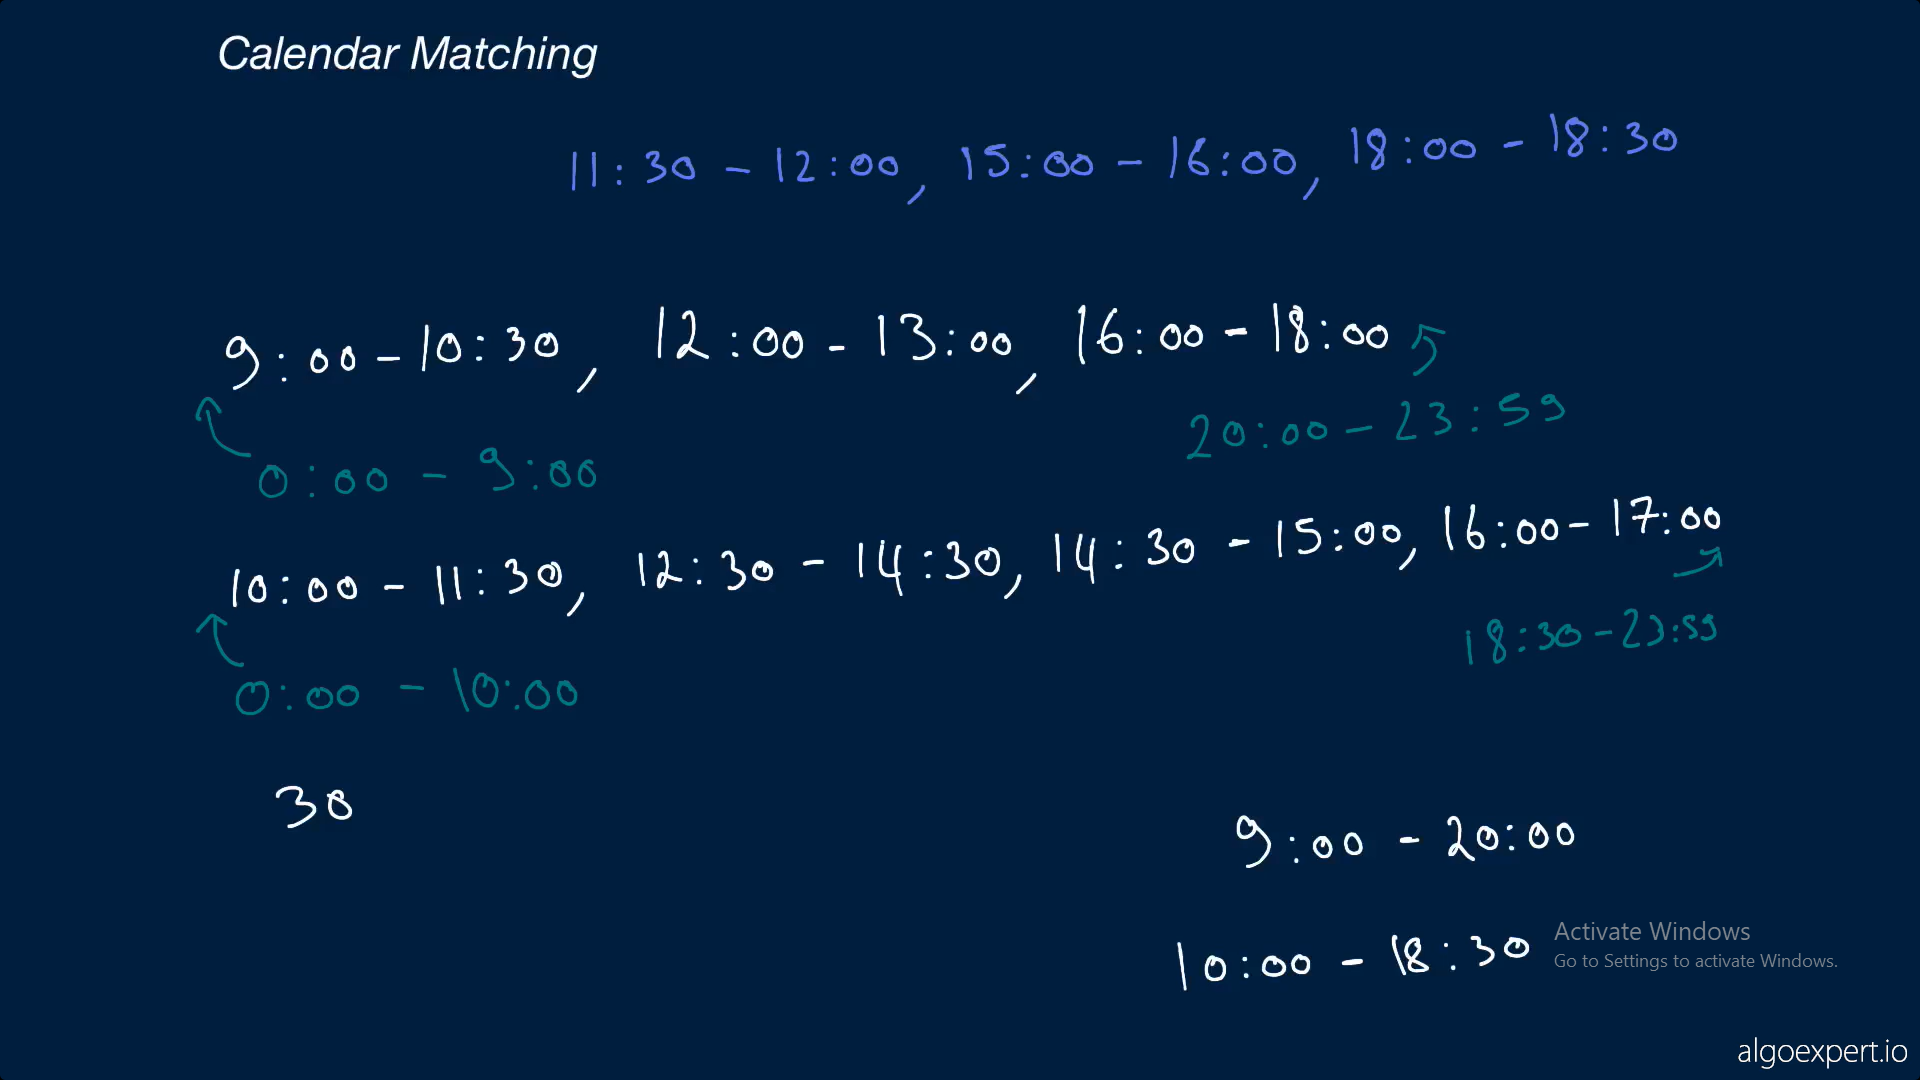 Calendar Matching
11:30 - 12:00, 15:00 - 16:00, 18:00 - 18:30
9:00 - 10:30, 12:00 - 13:00, 16:00 - 18:00
20:00 - 23:59
0:00 - 9:00
10:00 - 11:30, 12:30 - 14:30, 14:30 - 15:00, 16:00 - 17:00
18:30 - 23:59
0:00 - 10:00
30
9:00 - 20:00
10:00 - 18:30
Activate Windows
Go to Settings to activate Windows.
algoexpert.io